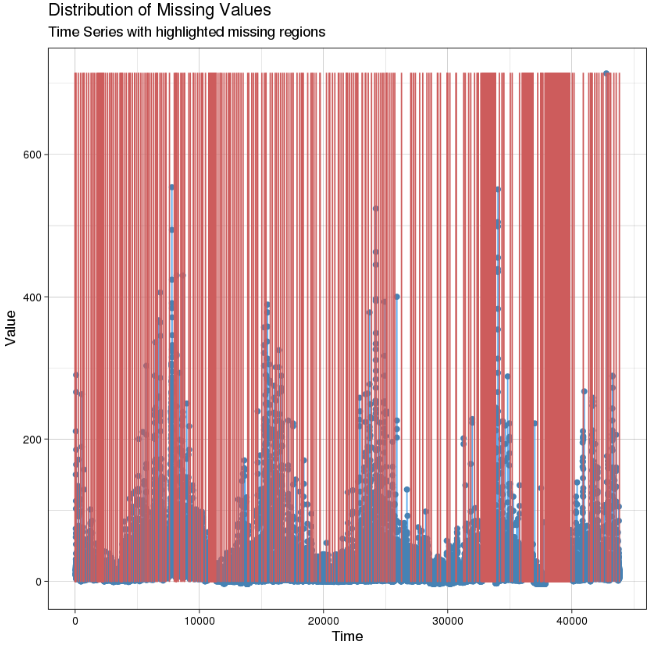 Distribution of Missing Values
Time Series with highlighted missing regions
600
400
200
0
Value
0 10000 20000 30000 40000
Time